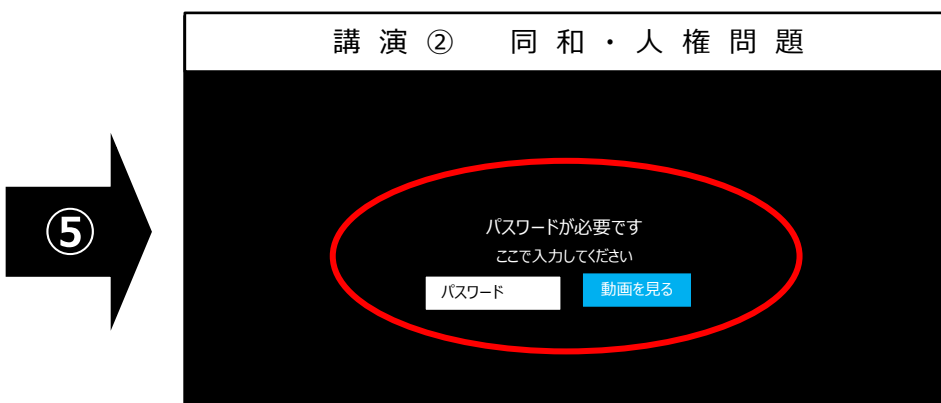 講演② 同和・人権問題
⑤
パスワードが必要です
ここで入力してください
パスワード 動画を見る